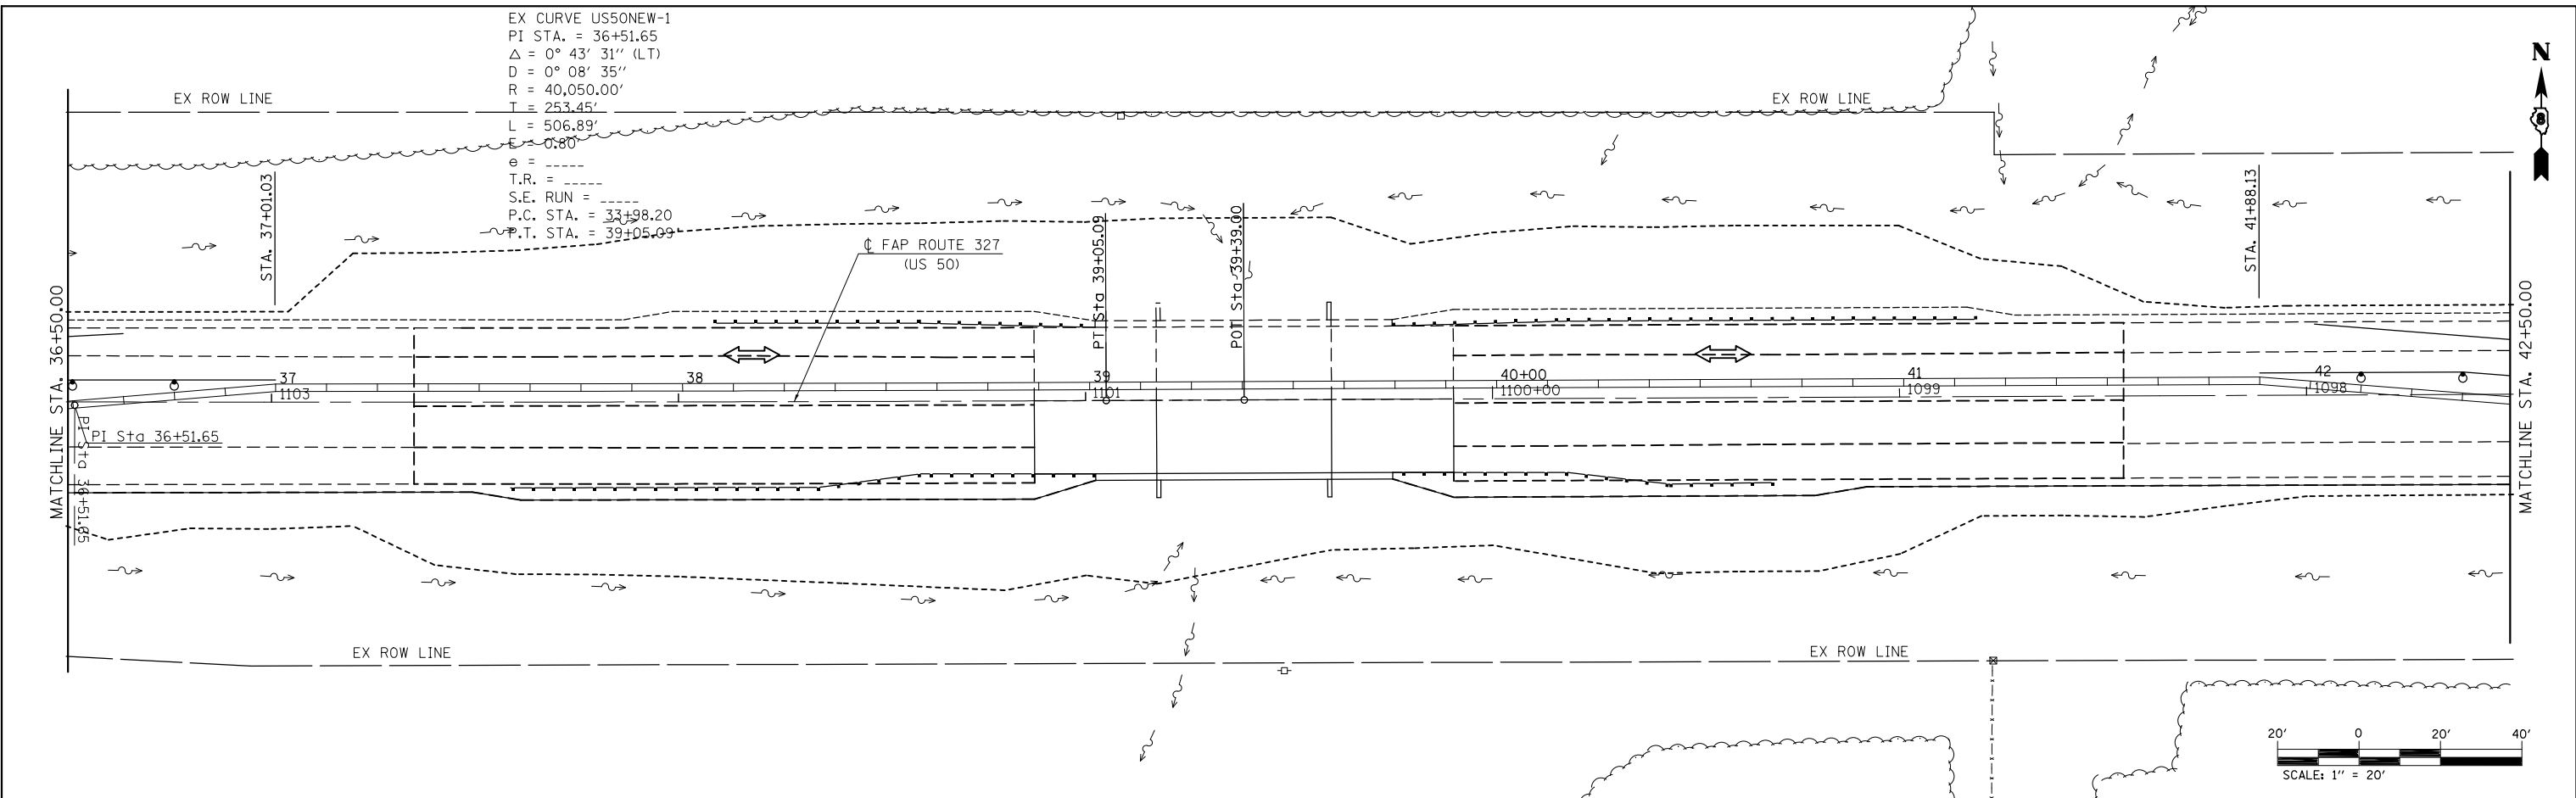 EX CURVE US50NEW-1
PI STA. = 36+51.65
Δ = 0° 43' 31'' (LT)
D = 0° 08' 35''
R = 40,050.00'
T = 253.45'
L = 506.89'
E = 0.80'
e = _____
T.R. = _____
S.E. RUN = _____
P.C. STA. = 33+98.20
P.T. STA. = 39+05.09
EX ROW LINE
EX ROW LINE
N
8
STA. 37+01.03
STA. 41+88.13
PT Sta 39+05.09
POT Sta 39+39.00
℄ FAP ROUTE 327
(US 50)
MATCHLINE STA. 36+50.00
MATCHLINE STA. 42+50.00
37
38
39
40+00
41
42
1103
1101
1100+00
1099
1098
PI Sta 36+51.65
PI Sta 36+51.65
EX ROW LINE
EX ROW LINE
20'
0
20'
40'
SCALE: 1'' = 20'